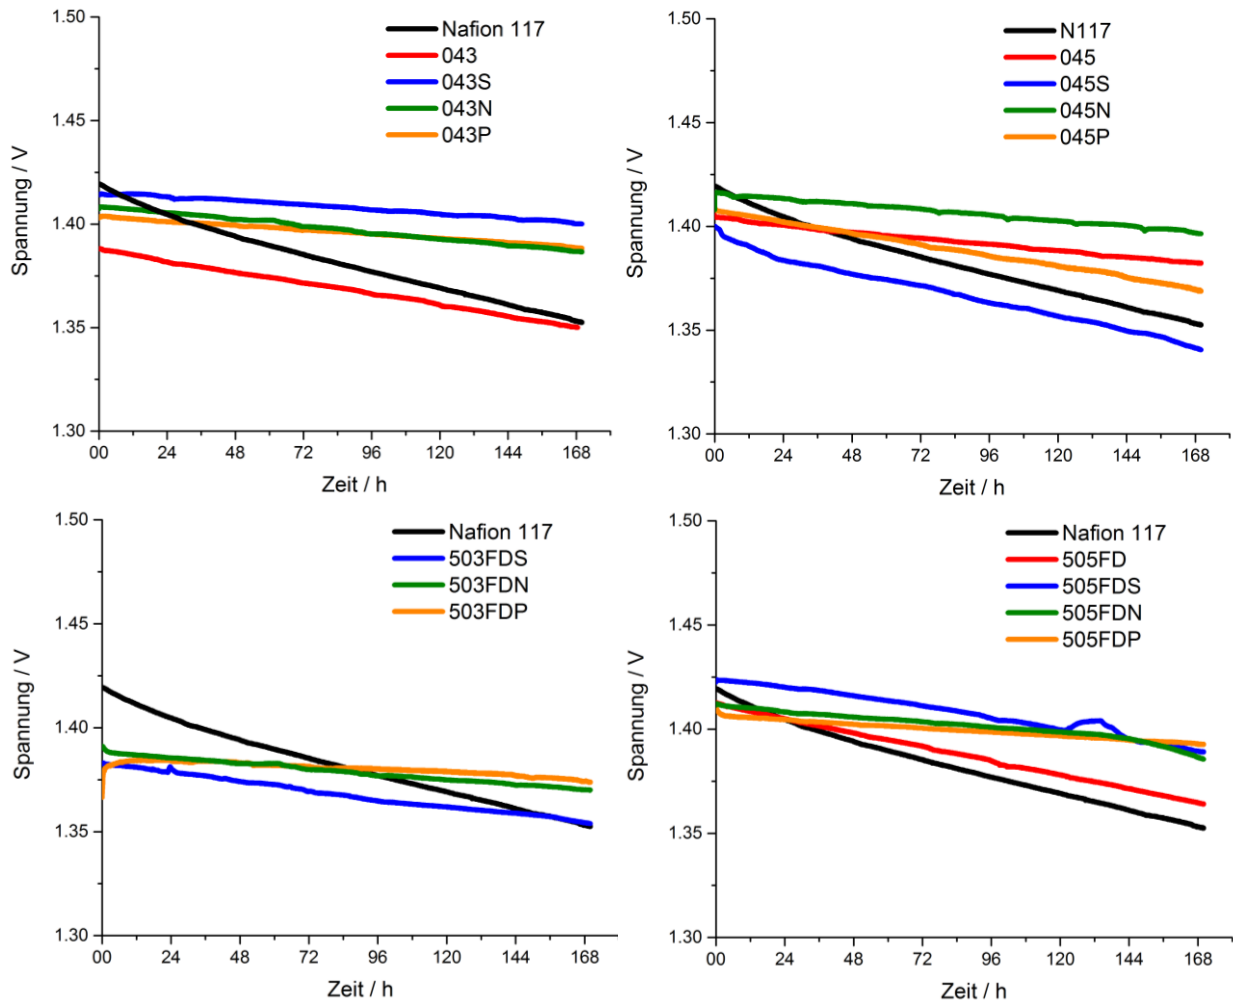 1.50
1.45
1.40
1.35
1.30
Spannung / V
Nafion 117
043
043S
043N
043P
00 24 48 72 96 120 144 168
Zeit / h
1.50
1.45
1.40
1.35
1.30
Spannung / V
N117
045
045S
045N
045P
00 24 48 72 96 120 144 168
Zeit / h
1.50
1.45
1.40
1.35
1.30
Spannung / V
Nafion 117
503FDS
503FDN
503FDP
00 24 48 72 96 120 144 168
Zeit / h
1.50
1.45
1.40
1.35
1.30
Spannung / V
Nafion 117
505FD
505FDS
505FDN
505FDP
00 24 48 72 96 120 144 168
Zeit / h